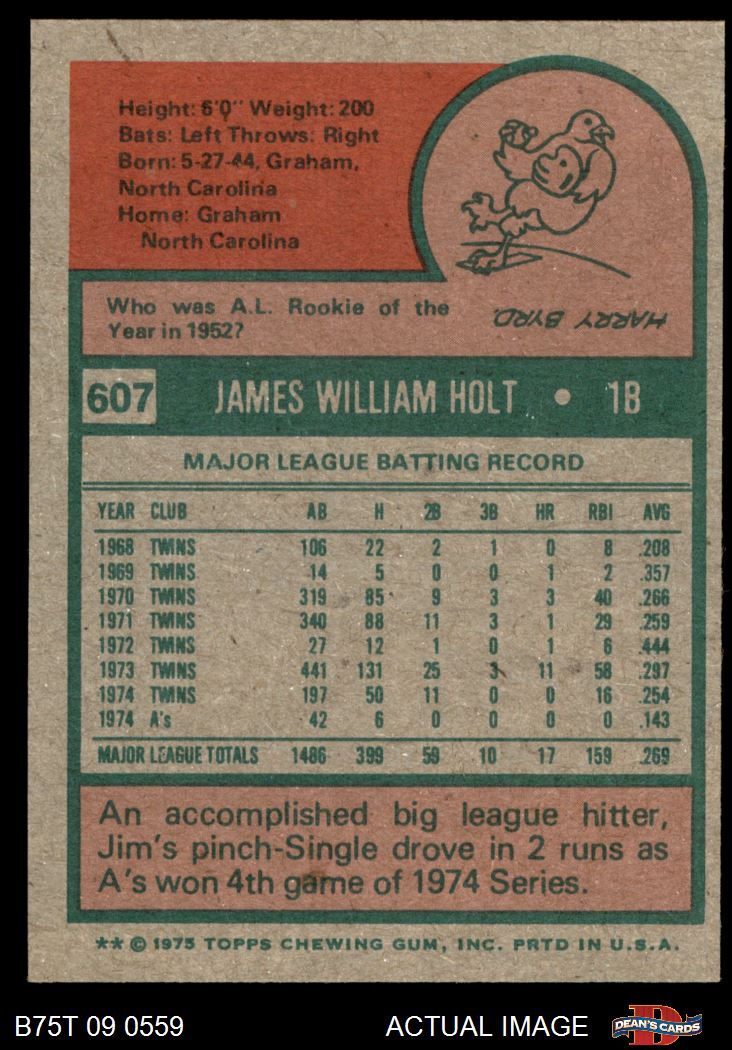 Height: 6'0" Weight: 200
Bats: Left Throws: Right
Born: 5-27-44, Graham,
North Carolina
Home: Graham
North Carolina
Who was A.L. Rookie of the
Year in 1952?
HARRY BYRD.
607 JAMES WILLIAM HOLT • 1B
MAJOR LEAGUE BATTING RECORD
YEAR CLUB AB H 2B 3B HR RBI AVG
1968 TWINS 106 22 2 1 0 8 .208
1969 TWINS 14 5 0 0 1 2 .357
1970 TWINS 319 85 9 3 3 40 .266
1971 TWINS 340 88 11 3 1 29 .259
1972 TWINS 27 12 1 0 1 6 .444
1973 TWINS 441 131 25 3 11 58 .297
1974 TWINS 197 50 11 0 0 16 .254
1974 A's 42 6 0 0 0 0 .143
MAJOR LEAGUE TOTALS 1486 399 59 10 17 159 .269
An accomplished big league hitter,
Jim's pinch-Single drove in 2 runs as
A's won 4th game of 1974 Series.
** © 1975 TOPPS CHEWING GUM, INC. PRTD IN U.S.A.
B75T 09 0559 ACTUAL IMAGE D DEAN'S CARDS